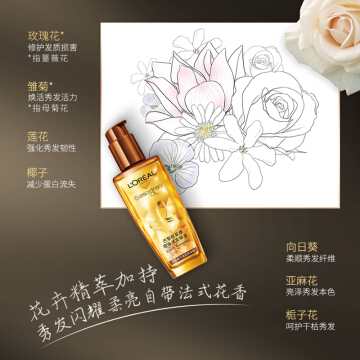 玫瑰花*
修护发质损害
*指蔷薇花
雏菊*
焕活秀发活力
*指母菊花
莲花
强化秀发韧性
椰子
减少蛋白流失
L'ORÉAL
PARIS
向日葵
柔顺秀发纤维
亚麻花
亮泽秀发本色
栀子花
呵护干枯秀发
花卉精萃加持
秀发闪耀柔亮自带法式花香